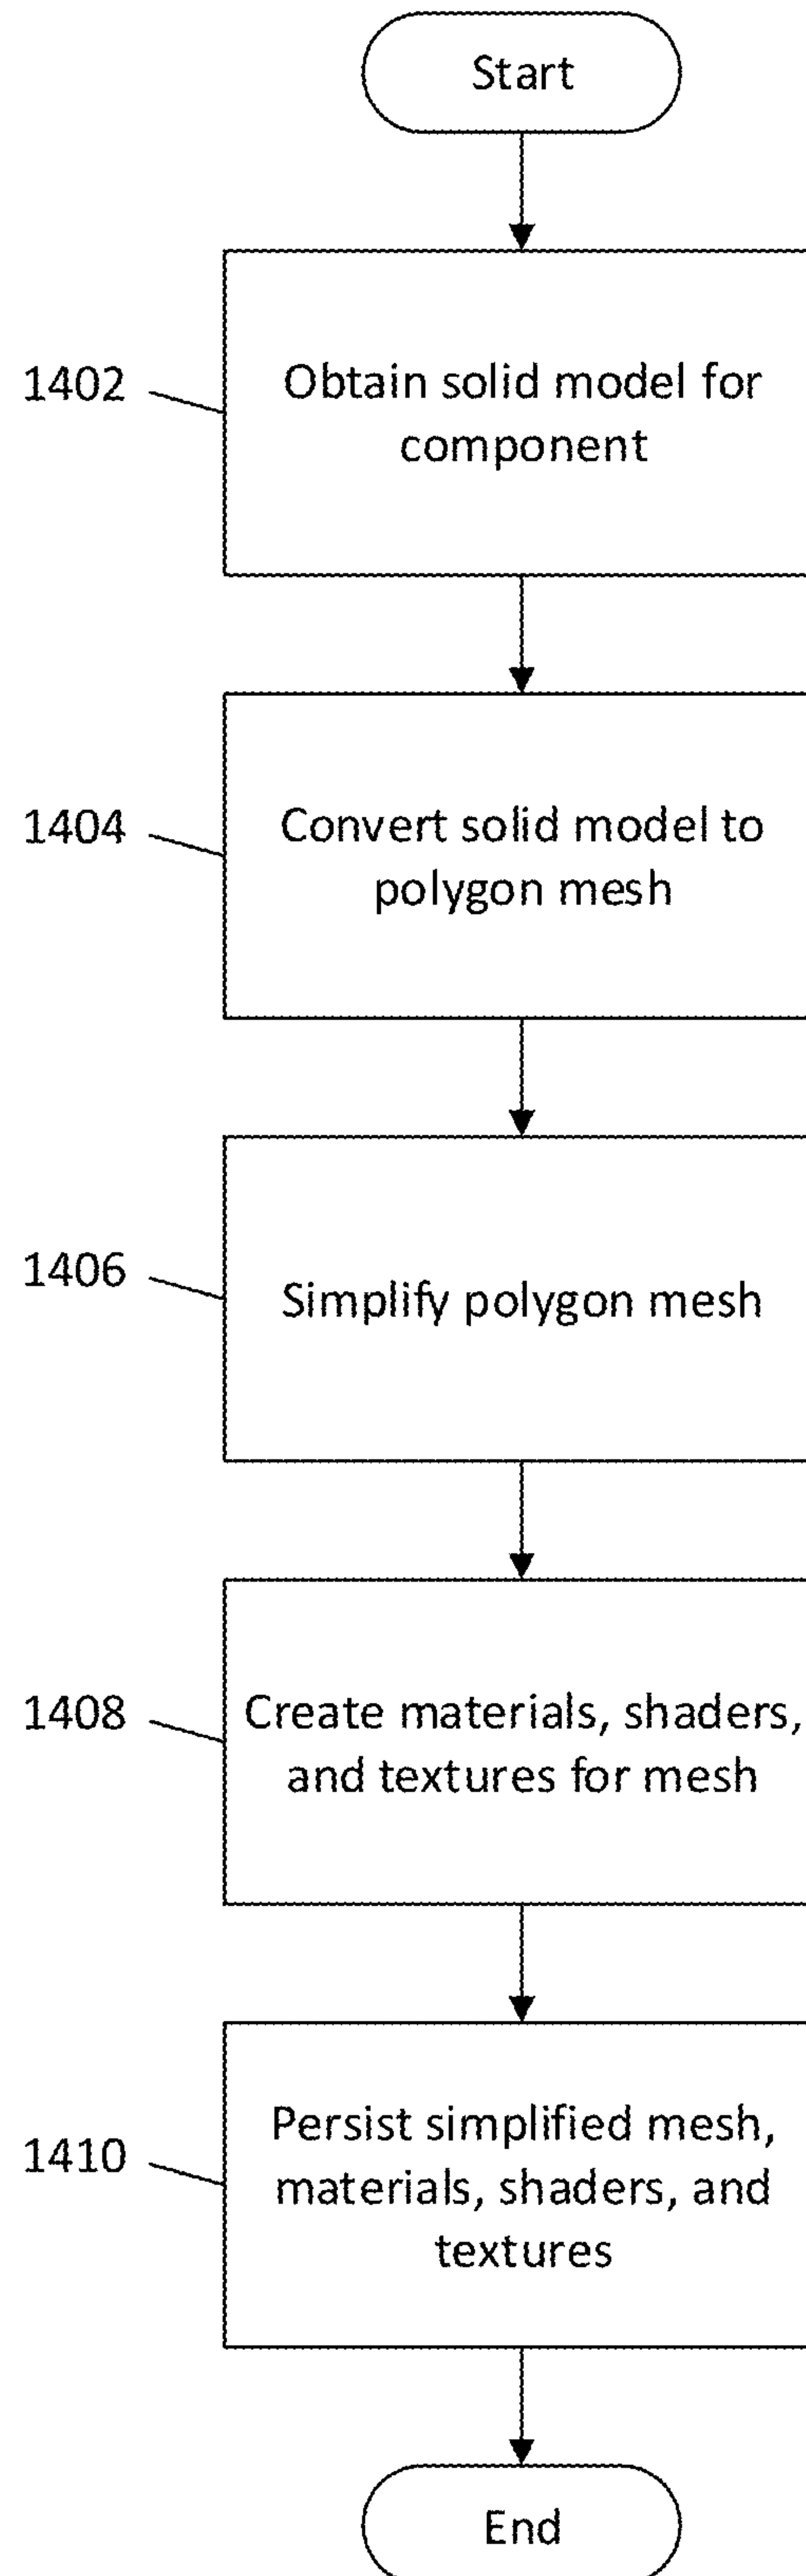 Start
1402
Obtain solid model for
component
1404
Convert solid model to
polygon mesh
1406
Simplify polygon mesh
1408
Create materials, shaders,
and textures for mesh
1410
Persist simplified mesh,
materials, shaders, and
textures
End